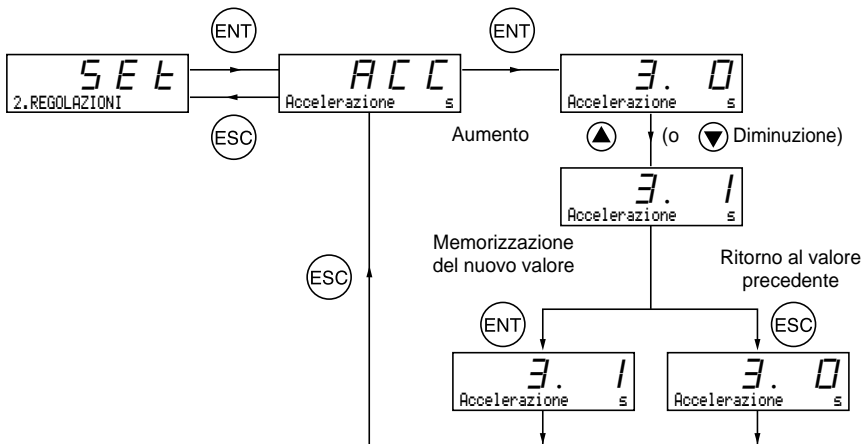 ENT
ENT
SEt
2.REGOLAZIONI
ACC
Accelerazione s
3. 0
Accelerazione s
ESC
Aumento
(o
Diminuzione)
3. 1
Accelerazione s
Memorizzazione
del nuovo valore
Ritorno al valore
precedente
ESC
ENT
ESC
3. 1
Accelerazione s
3. 0
Accelerazione s